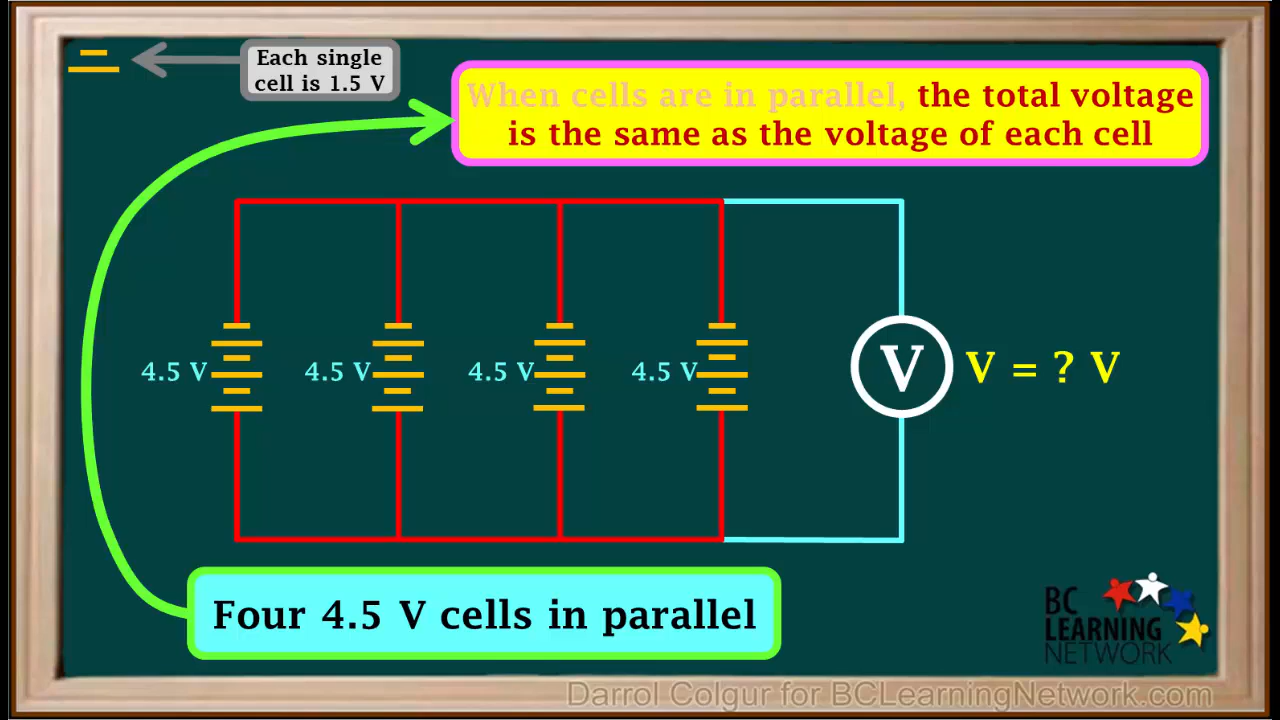 Each single
cell is 1.5 V
When cells are in parallel, the total voltage
is the same as the voltage of each cell
4.5 V
4.5 V
4.5 V
4.5 V
V
V = ? V
Four 4.5 V cells in parallel
BC
LEARNING
NETWORK
Darrol Colgur for BCLearningNetwork.com